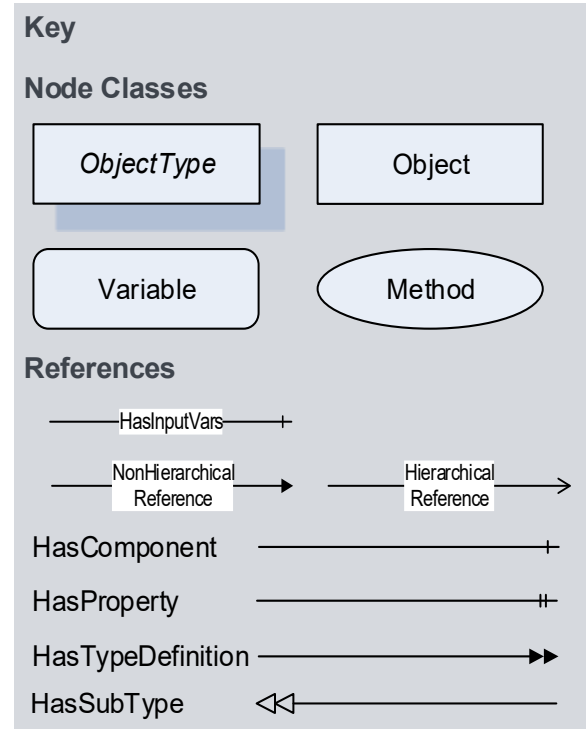 Key
Node Classes
ObjectType
Object
Variable
Method
References
HasInputVars
NonHierarchical
Reference
Hierarchical
Reference
HasComponent
HasProperty
HasTypeDefinition
HasSubType